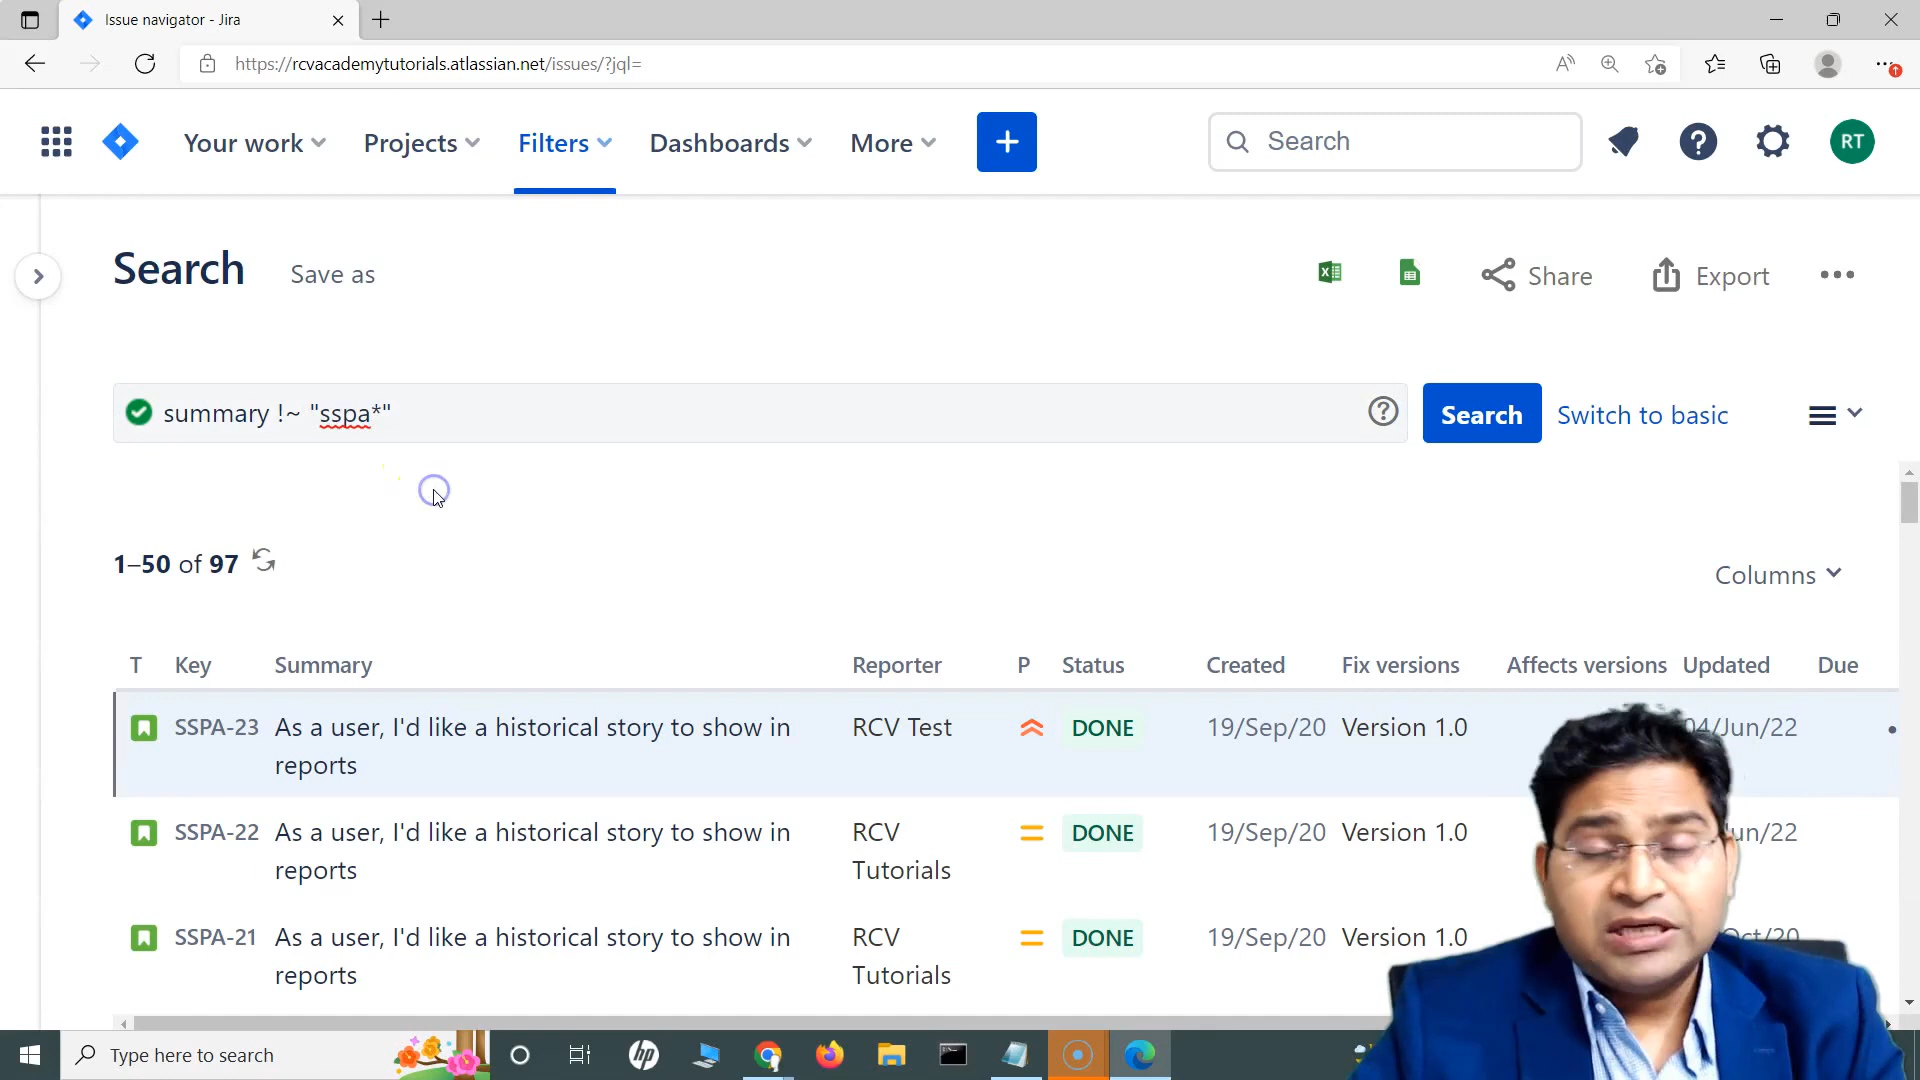 Issue navigator - Jira
https://rcvacademytutorials.atlassian.net/issues/?jql=
Your work Projects Filters Dashboards More + Search ? RT
Search Save as Share Export
summary !~ "sspa*" ? Search Switch to basic
1–50 of 97
Columns
T Key Summary Reporter P Status Created Fix versions Affects versions Updated Due
SSPA-23 As a user, I'd like a historical story to show in RCV Test DONE 19/Sep/20 Version 1.0 04/Jun/22
reports
SSPA-22 As a user, I'd like a historical story to show in RCV DONE 19/Sep/20 Version 1.0
reports Tutorials
SSPA-21 As a user, I'd like a historical story to show in RCV DONE 19/Sep/20 Version 1.0
reports Tutorials
Type here to search hp